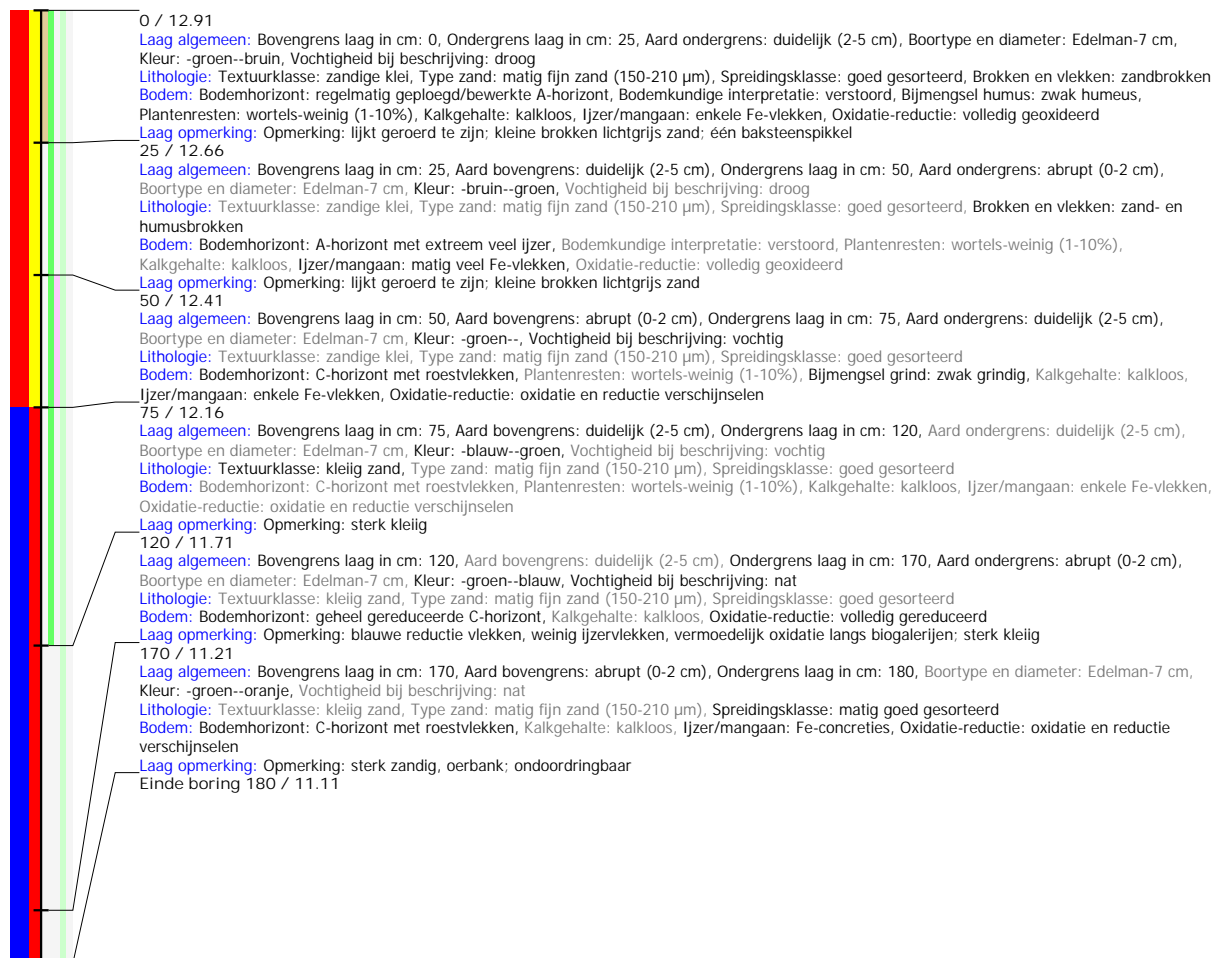 0 / 12.91
Laag algemeen: Bovengrens laag in cm: 0, Ondergrens laag in cm: 25, Aard ondergrens: duidelijk (2-5 cm), Boortype en diameter: Edelman-7 cm,
Kleur: -groen--bruin, Vochtigheid bij beschrijving: droog
Lithologie: Textuurklasse: zandige klei, Type zand: matig fijn zand (150-210 µm), Spreidingsklasse: goed gesorteerd, Brokken en vlekken: zandbrokken
Bodem: Bodemhorizont: regelmatig geploegd/bewerkte A-horizont, Bodemkundige interpretatie: verstoord, Bijmengsel humus: zwak humeus,
Plantenresten: wortels-weinig (1-10%), Kalkgehalte: kalkloos, Ijzer/mangaan: enkele Fe-vlekken, Oxidatie-reductie: volledig geoxideerd
Laag opmerking: Opmerking: lijkt geroerd te zijn; kleine brokken lichtgrijs zand; één baksteenspikkel
25 / 12.66
Laag algemeen: Bovengrens laag in cm: 25, Aard bovengrens: duidelijk (2-5 cm), Ondergrens laag in cm: 50, Aard ondergrens: abrupt (0-2 cm),
Boortype en diameter: Edelman-7 cm, Kleur: -bruin--groen, Vochtigheid bij beschrijving: droog
Lithologie: Textuurklasse: zandige klei, Type zand: matig fijn zand (150-210 µm), Spreidingsklasse: goed gesorteerd, Brokken en vlekken: zand- en
humusbrokken
Bodem: Bodemhorizont: A-horizont met extreem veel ijzer, Bodemkundige interpretatie: verstoord, Plantenresten: wortels-weinig (1-10%),
Kalkgehalte: kalkloos, Ijzer/mangaan: matig veel Fe-vlekken, Oxidatie-reductie: volledig geoxideerd
Laag opmerking: Opmerking: lijkt geroerd te zijn; kleine brokken lichtgrijs zand
50 / 12.41
Laag algemeen: Bovengrens laag in cm: 50, Aard bovengrens: abrupt (0-2 cm), Ondergrens laag in cm: 75, Aard ondergrens: duidelijk (2-5 cm),
Boortype en diameter: Edelman-7 cm, Kleur: -groen--, Vochtigheid bij beschrijving: vochtig
Lithologie: Textuurklasse: zandige klei, Type zand: matig fijn zand (150-210 µm), Spreidingsklasse: goed gesorteerd
Bodem: Bodemhorizont: C-horizont met roestvlekken, Plantenresten: wortels-weinig (1-10%), Bijmengsel grind: zwak grindig, Kalkgehalte: kalkloos,
Ijzer/mangaan: enkele Fe-vlekken, Oxidatie-reductie: oxidatie en reductie verschijnselen
75 / 12.16
Laag algemeen: Bovengrens laag in cm: 75, Aard bovengrens: duidelijk (2-5 cm), Ondergrens laag in cm: 120, Aard ondergrens: duidelijk (2-5 cm),
Boortype en diameter: Edelman-7 cm, Kleur: -blauw--groen, Vochtigheid bij beschrijving: vochtig
Lithologie: Textuurklasse: kleiig zand, Type zand: matig fijn zand (150-210 µm), Spreidingsklasse: goed gesorteerd
Bodem: Bodemhorizont: C-horizont met roestvlekken, Plantenresten: wortels-weinig (1-10%), Kalkgehalte: kalkloos, Ijzer/mangaan: enkele Fe-vlekken,
Oxidatie-reductie: oxidatie en reductie verschijnselen
Laag opmerking: Opmerking: sterk kleiig
120 / 11.71
Laag algemeen: Bovengrens laag in cm: 120, Aard bovengrens: duidelijk (2-5 cm), Ondergrens laag in cm: 170, Aard ondergrens: abrupt (0-2 cm),
Boortype en diameter: Edelman-7 cm, Kleur: -groen--blauw, Vochtigheid bij beschrijving: nat
Lithologie: Textuurklasse: kleiig zand, Type zand: matig fijn zand (150-210 µm), Spreidingsklasse: goed gesorteerd
Bodem: Bodemhorizont: geheel gereduceerde C-horizont, Kalkgehalte: kalkloos, Oxidatie-reductie: volledig gereduceerd
Laag opmerking: Opmerking: blauwe reductie vlekken, weinig ijzervlekken, vermoedelijk oxidatie langs biogalerijen; sterk kleiig
170 / 11.21
Laag algemeen: Bovengrens laag in cm: 170, Aard bovengrens: abrupt (0-2 cm), Ondergrens laag in cm: 180, Boortype en diameter: Edelman-7 cm,
Kleur: -groen--oranje, Vochtigheid bij beschrijving: nat
Lithologie: Textuurklasse: kleiig zand, Type zand: matig fijn zand (150-210 µm), Spreidingsklasse: matig goed gesorteerd
Bodem: Bodemhorizont: C-horizont met roestvlekken, Kalkgehalte: kalkloos, Ijzer/mangaan: Fe-concreties, Oxidatie-reductie: oxidatie en reductie
verschijnselen
Laag opmerking: Opmerking: sterk zandig, oerbank; ondoordringbaar
Einde boring 180 / 11.11